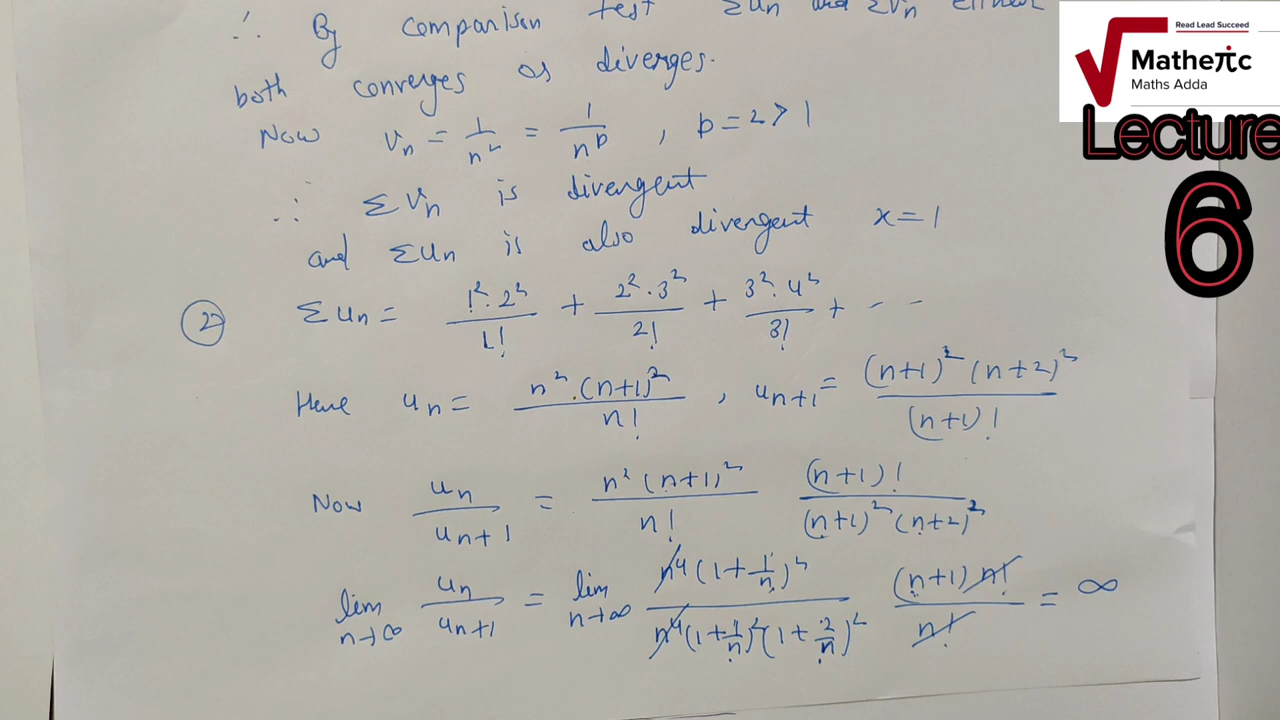 ∴ By comparison test Σun and Σvn either
both converges or diverges.
Now vn = 1/n² = 1/n^p , p = 2 > 1
∴ Σvn is divergent
and Σun is also divergent x = 1
② Σun = 1²·2²/1! + 2²·3²/2! + 3²·4²/3! + - -
Here un = n²·(n+1)²/n! , un+1 = (n+1)²(n+2)²/(n+1)!
Now un/un+1 = n²(n+1)²/n! (n+1)!/(n+1)²(n+2)²
lim n→∞ un/un+1 = lim n→∞ n⁴(1+1/n)²/n⁴(1+1/n)²(1+2/n)² (n+1)n!/n! = ∞
Read Lead Succeed
Matheπc
Maths Adda
Lecture
6